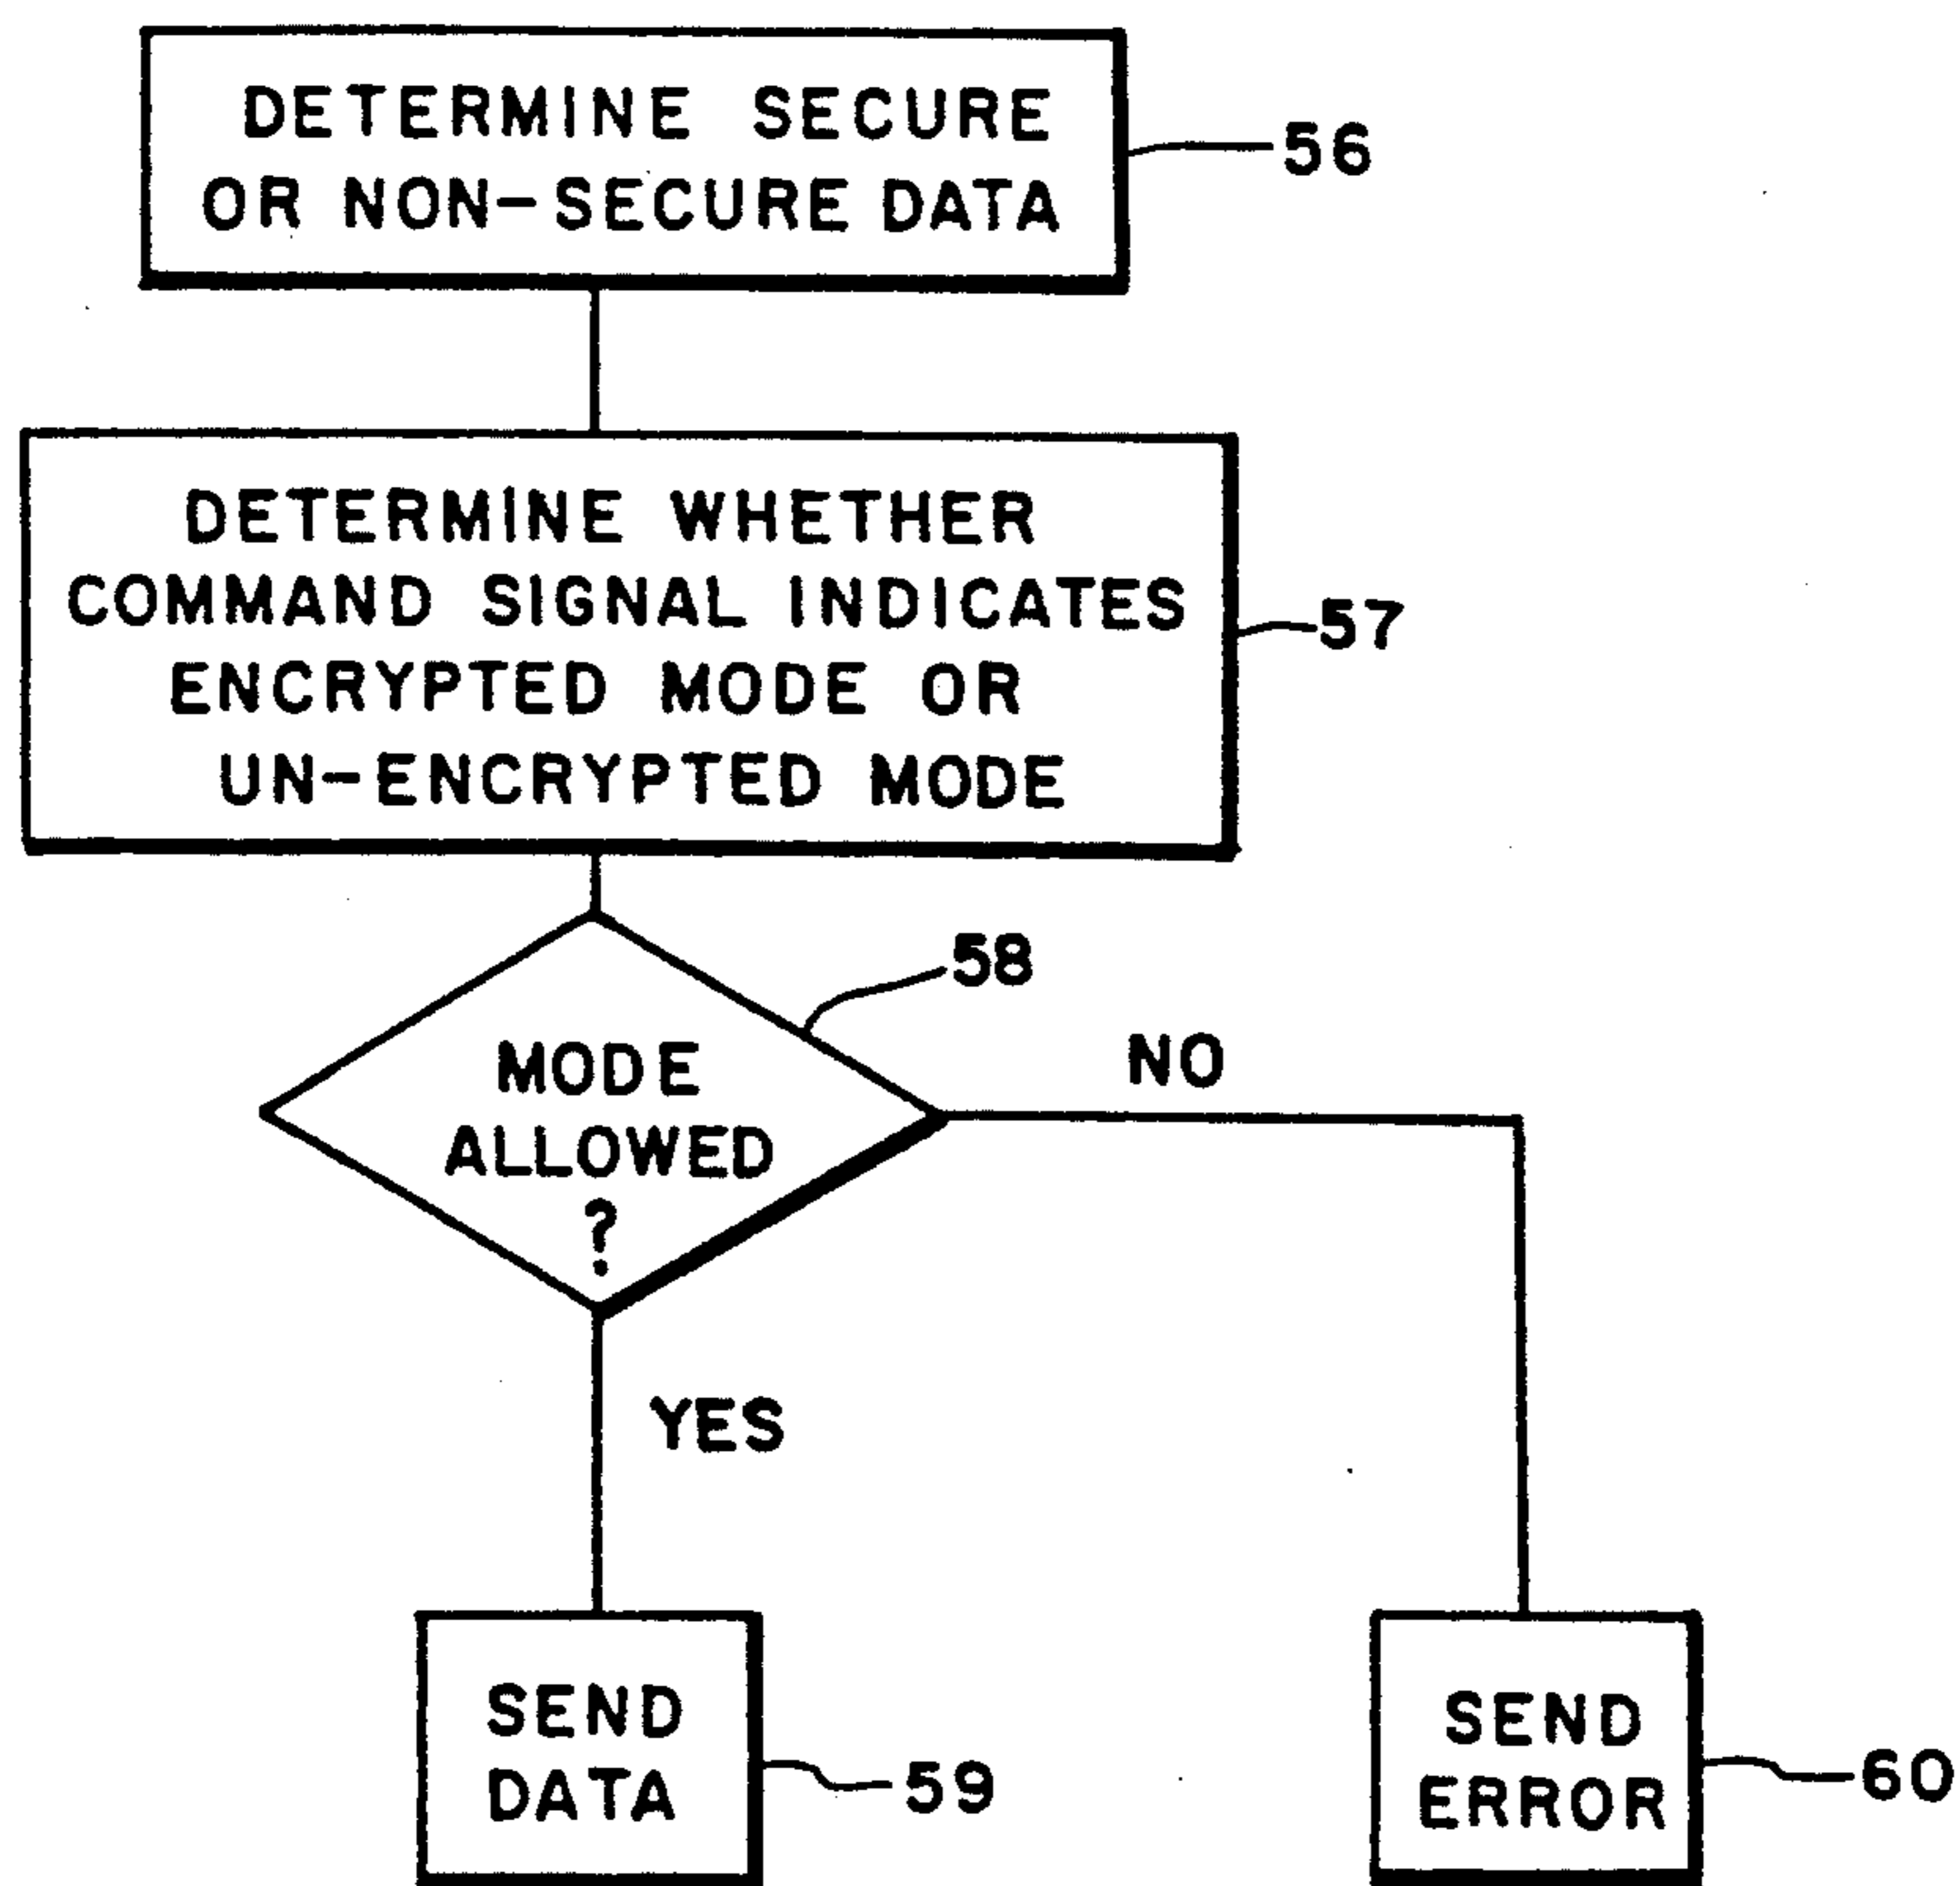 DETERMINE SECURE
OR NON-SECURE DATA
56
DETERMINE WHETHER
COMMAND SIGNAL INDICATES
ENCRYPTED MODE OR
UN-ENCRYPTED MODE
57
58
MODE
ALLOWED
?
NO
YES
SEND
DATA
59
SEND
ERROR
60